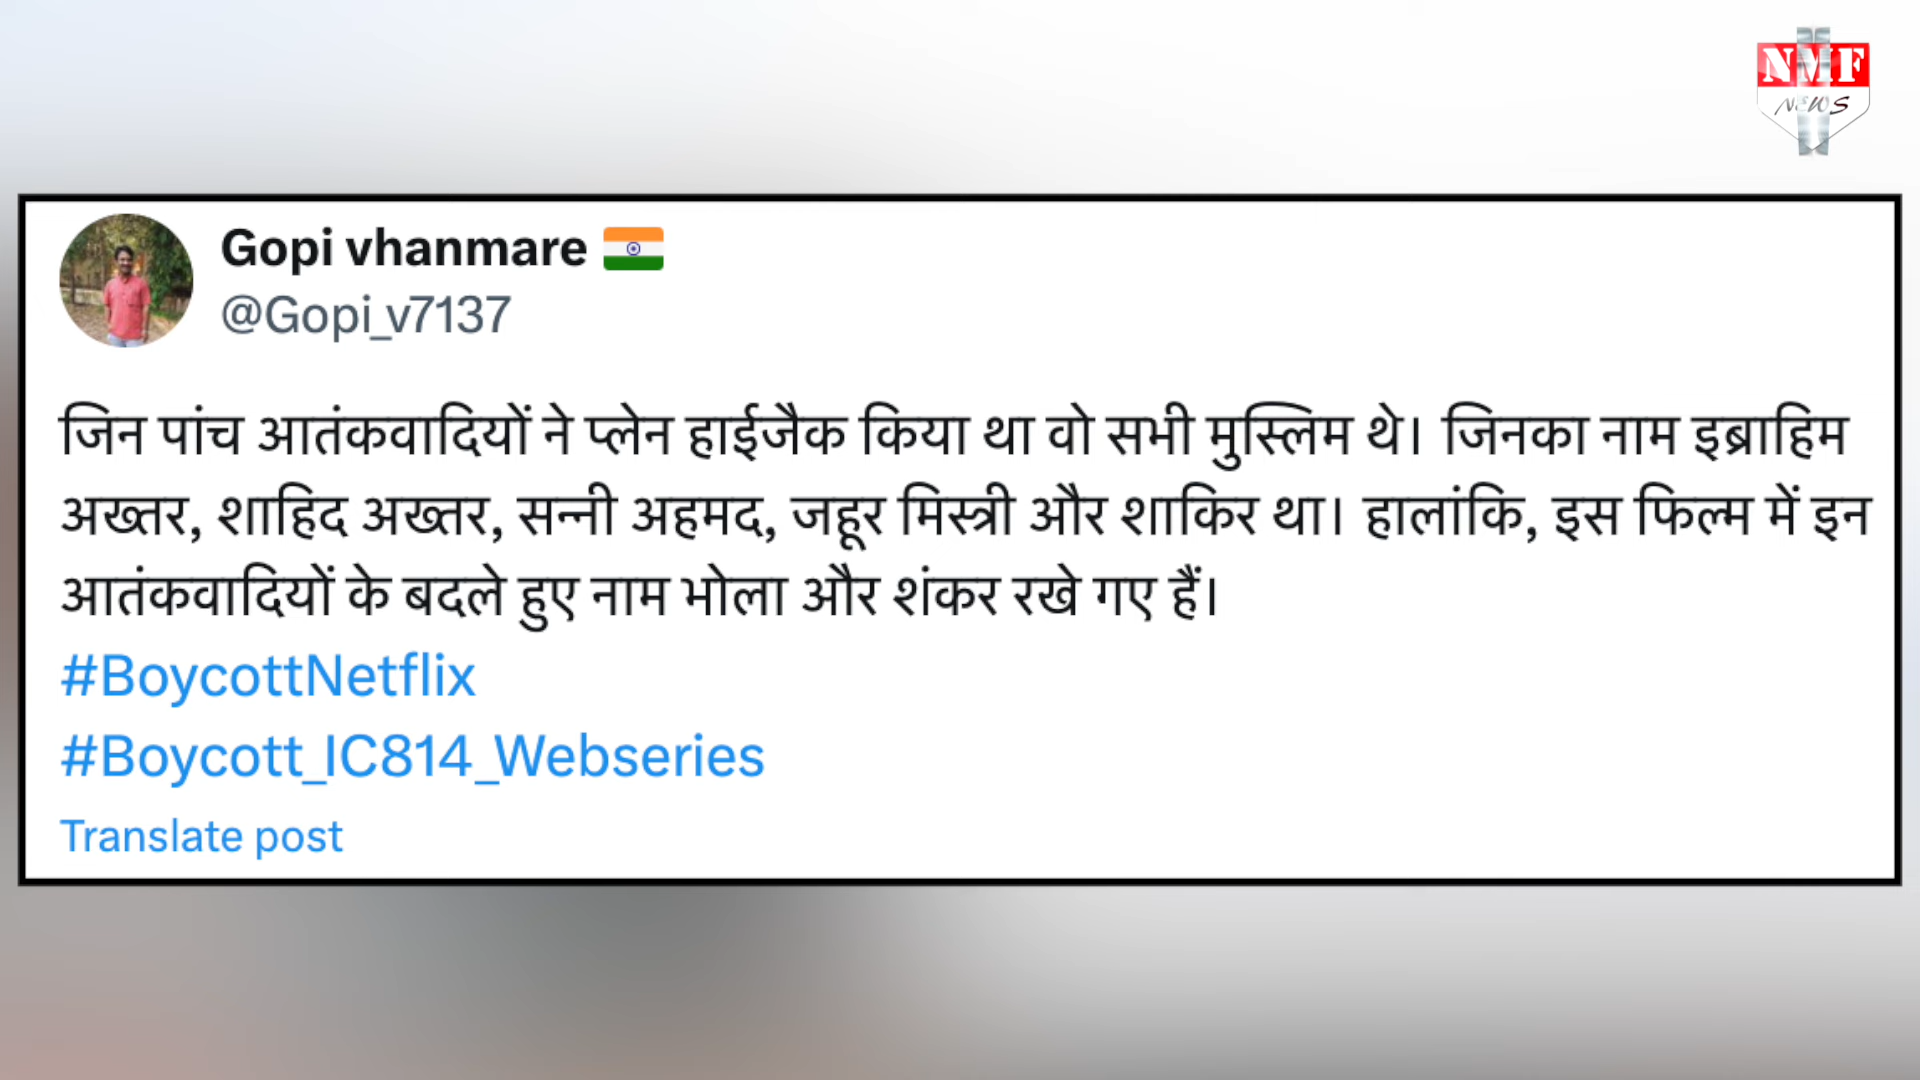 NMF
NEWS
Gopi vhanmare 🇮🇳
@Gopi_v7137
जिन पांच आतंकवादियों ने प्लेन हाईजैक किया था वो सभी मुस्लिम थे। जिनका नाम इब्राहिम
अख्तर, शाहिद अख्तर, सन्नी अहमद, जहूर मिस्त्री और शाकिर था। हालांकि, इस फिल्म में इन
आतंकवादियों के बदले हुए नाम भोला और शंकर रखे गए हैं।
#BoycottNetflix
#Boycott_IC814_Webseries
Translate post